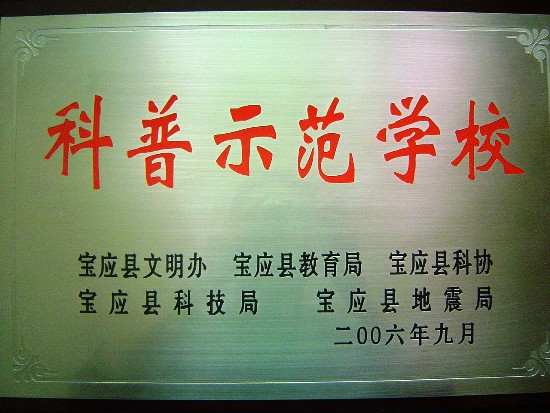 科普示范学校
宝应县文明办 宝应县教育局 宝应县科协
宝应县科技局 宝应县地震局
二00六年九月